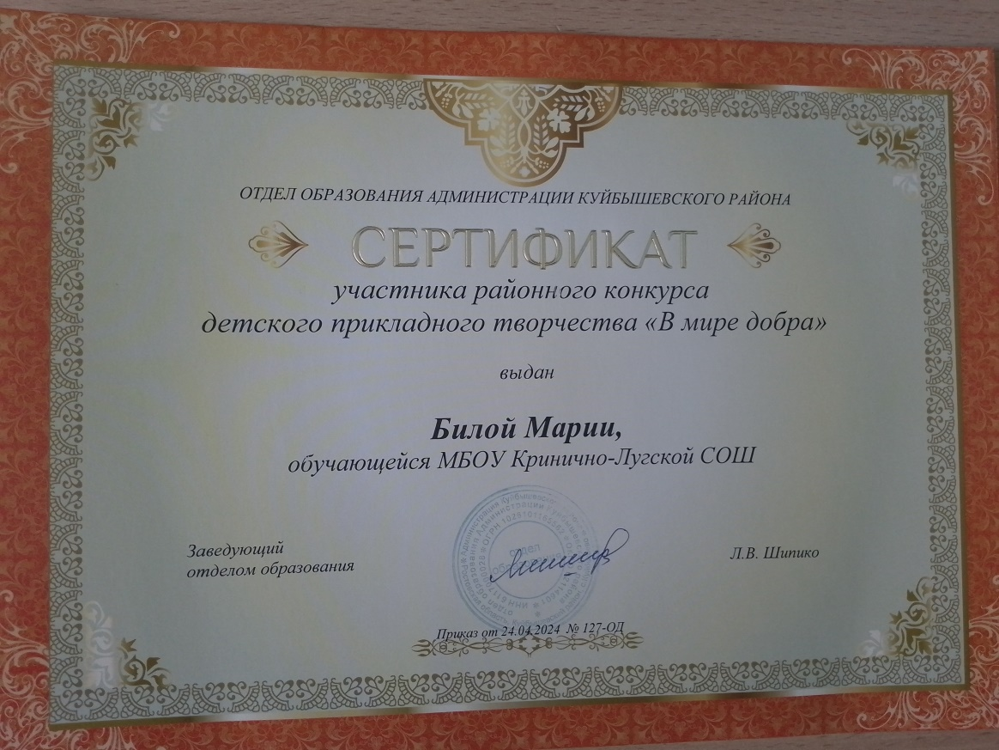 ОТДЕЛ ОБРАЗОВАНИЯ АДМИНИСТРАЦИИ КУЙБЫШЕВСКОГО РАЙОНА
СЕРТИФИКАТ
участника районного конкурса
детского прикладного творчества «В мире добра»
выдан
Билой Марии,
обучающейся МБОУ Кринично-Лугской СОШ
Заведующий
отделом образования
Л.В. Шипико
отдел
Приказ от 24.04.2024 № 127-ОД